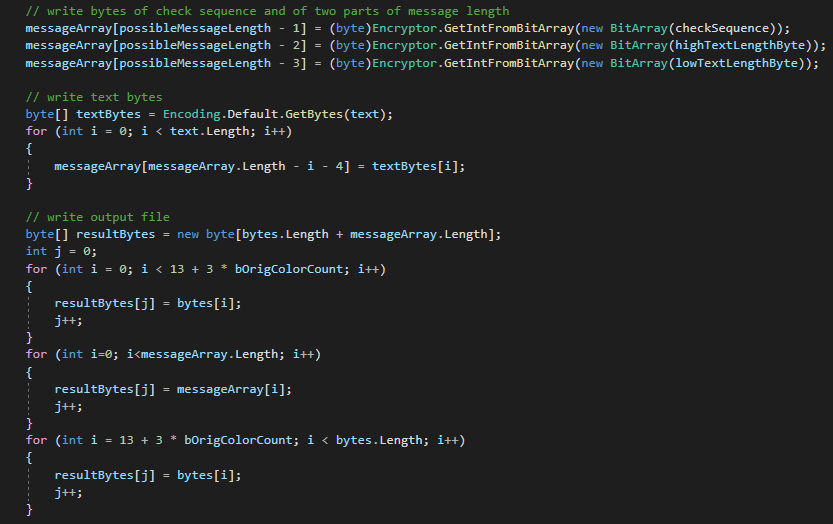 // write bytes of check sequence and of two parts of message length
messageArray[possibleMessageLength - 1] = (byte)Encryptor.GetIntFromBitArray(new BitArray(checkSequence));
messageArray[possibleMessageLength - 2] = (byte)Encryptor.GetIntFromBitArray(new BitArray(highTextLengthByte));
messageArray[possibleMessageLength - 3] = (byte)Encryptor.GetIntFromBitArray(new BitArray(lowTextLengthByte));

// write text bytes
byte[] textBytes = Encoding.Default.GetBytes(text);
for (int i = 0; i < text.Length; i++)
{
    messageArray[messageArray.Length - i - 4] = textBytes[i];
}

// write output file
byte[] resultBytes = new byte[bytes.Length + messageArray.Length];
int j = 0;
for (int i = 0; i < 13 + 3 * bOrigColorCount; i++)
{
    resultBytes[j] = bytes[i];
    j++;
}
for (int i=0; i<messageArray.Length; i++)
{
    resultBytes[j] = messageArray[i];
    j++;
}
for (int i = 13 + 3 * bOrigColorCount; i < bytes.Length; i++)
{
    resultBytes[j] = bytes[i];
    j++;
}